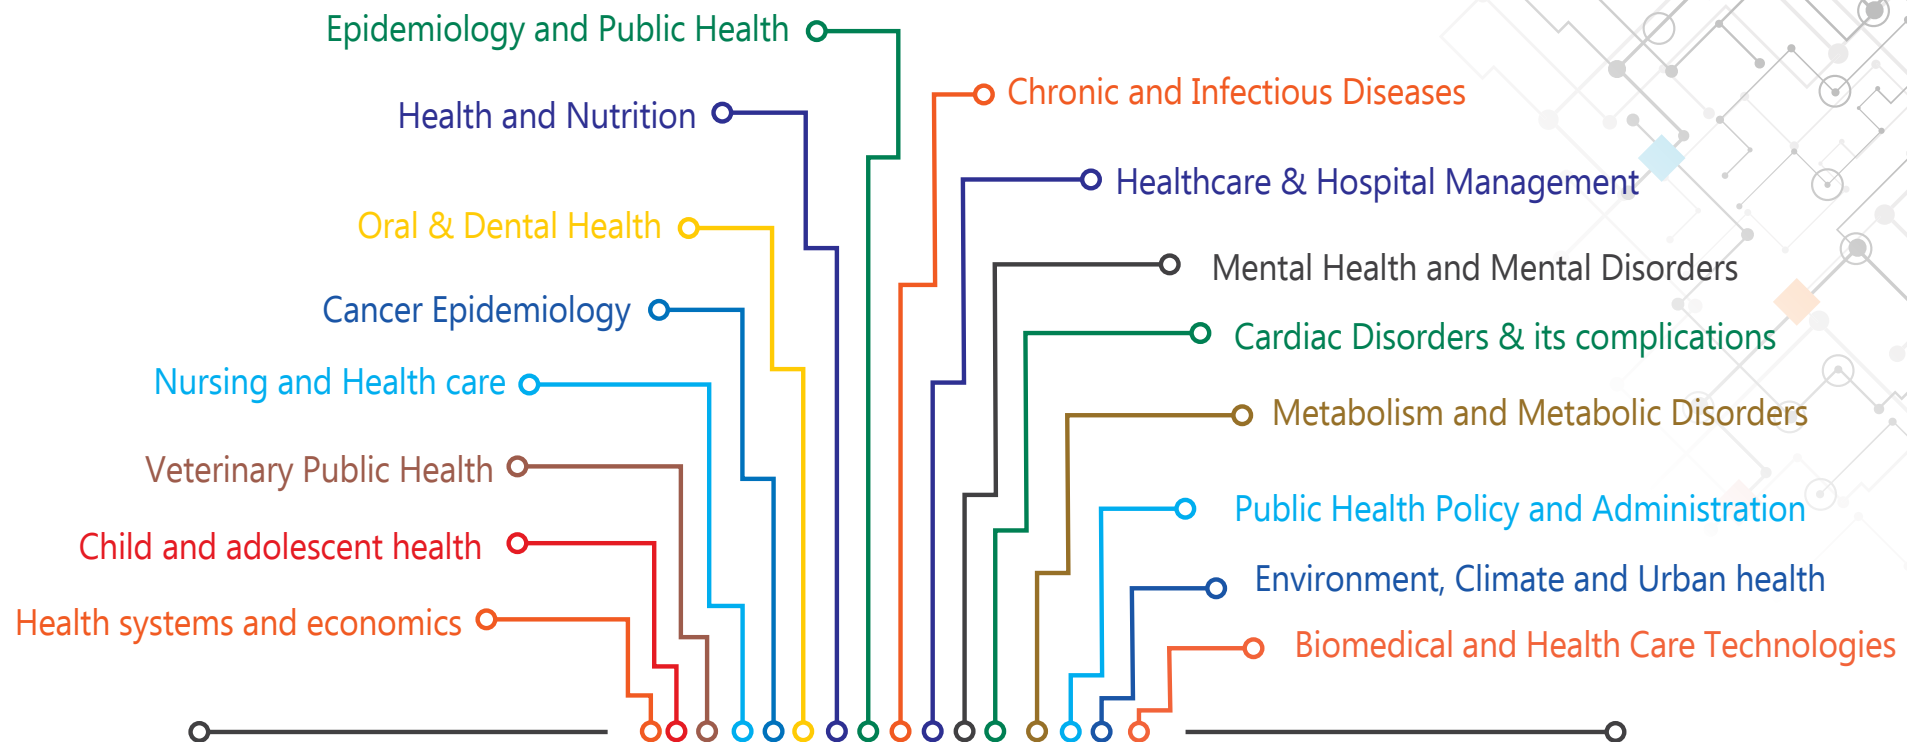 Epidemiology and Public Health
Health and Nutrition
Oral & Dental Health
Cancer Epidemiology
Nursing and Health care
Veterinary Public Health
Child and adolescent health
Health systems and economics
Chronic and Infectious Diseases
Healthcare & Hospital Management
Mental Health and Mental Disorders
Cardiac Disorders & its complications
Metabolism and Metabolic Disorders
Public Health Policy and Administration
Environment, Climate and Urban health
Biomedical and Health Care Technologies